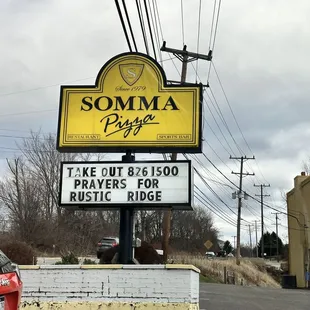 S
Since 1979
SOMMA
Pizza
RESTAURANT SPORTS BAR
TAKE OUT 826 1500
PRAYERS FOR
RUSTIC RIDGE